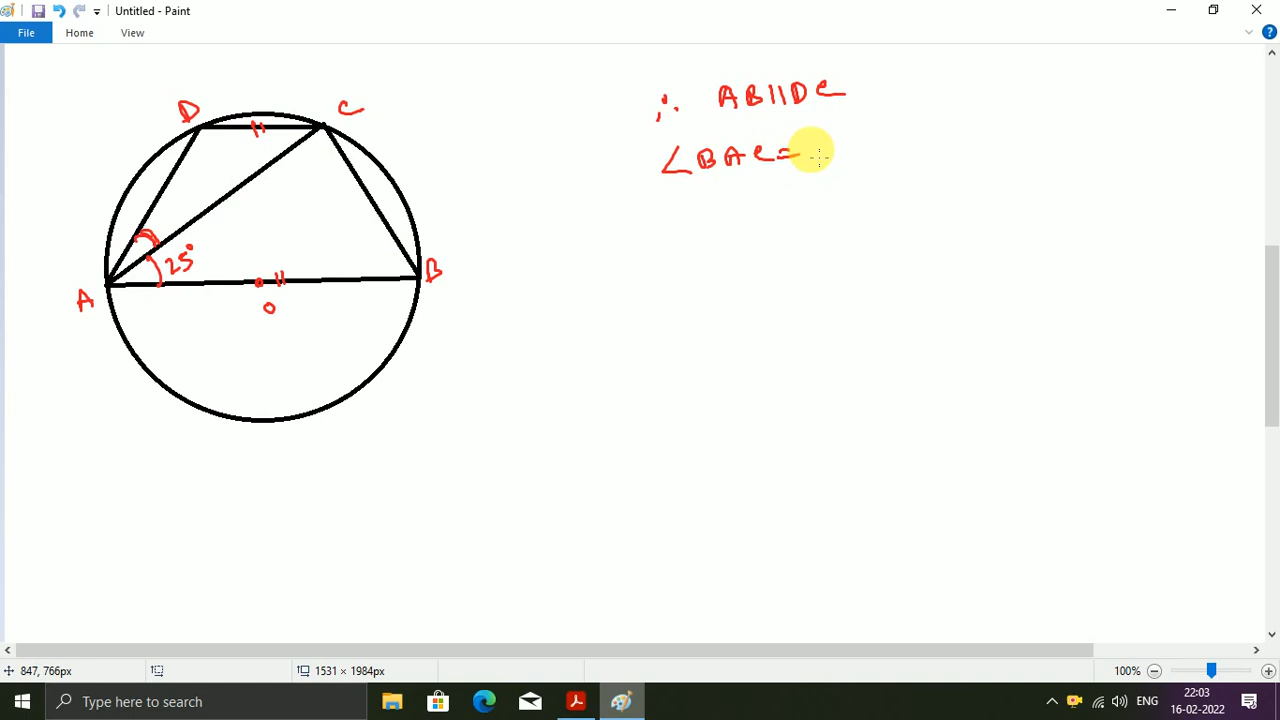 Untitled - Paint
File Home View
D C
25°
A B
O
∴ AB||DC
∠BAC=
847, 766px 1531 × 1984px 100%
Type here to search
ENG
22:03
16-02-2022